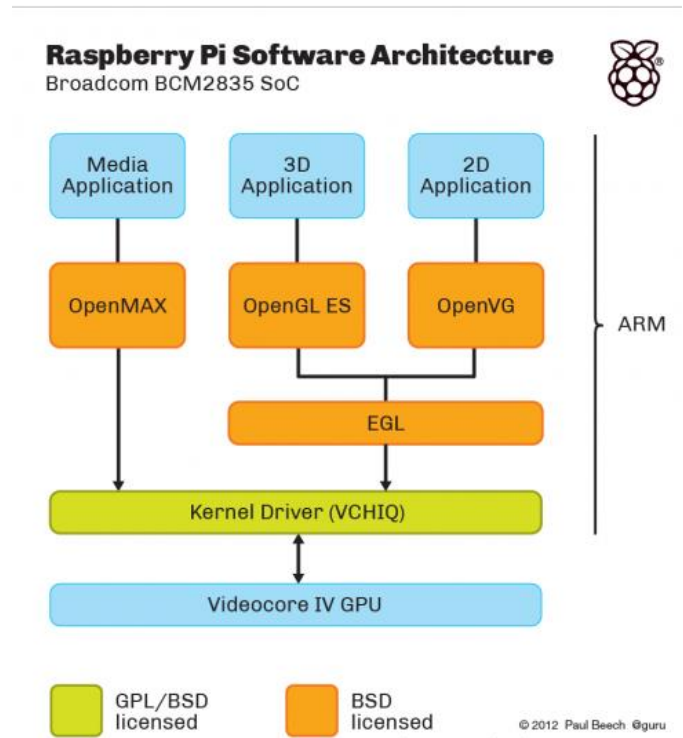 Raspberry Pi Software Architecture
Broadcom BCM2835 SoC
®
Media
Application
3D
Application
2D
Application
OpenMAX
OpenGL ES
OpenVG
ARM
EGL
Kernel Driver (VCHIQ)
Videocore IV GPU
GPL/BSD
licensed
BSD
licensed
© 2012 Paul Beech @guru